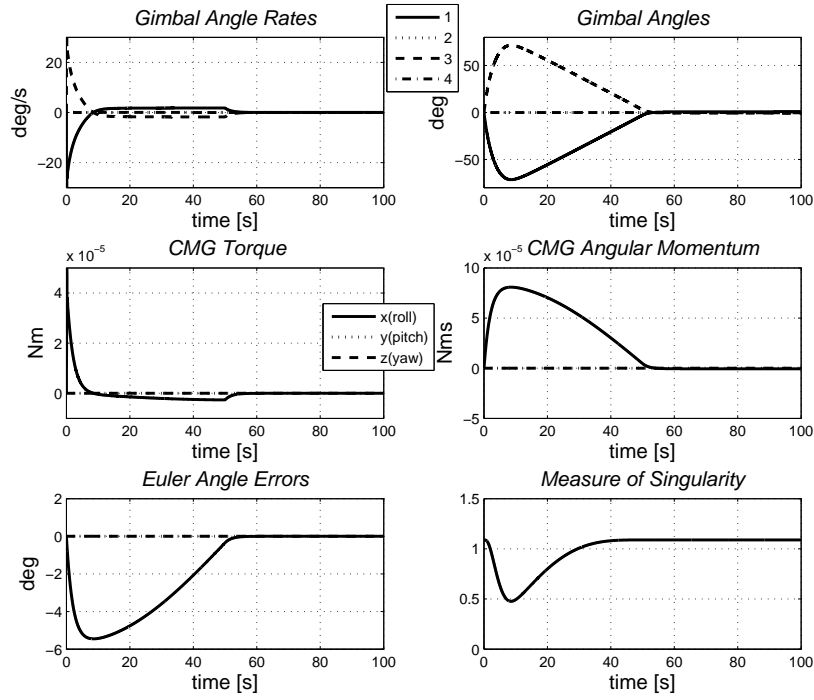 Gimbal Angle Rates
deg/s
20
0
−20
0 20 40 60 80 100
time [s]
1
2
3
4
Gimbal Angles
deg
50
0
−50
0 20 40 60 80 100
time [s]
CMG Torque
x 10⁻⁵
Nm
4
2
0
0 20 40 60 80 100
time [s]
x(roll)
y(pitch)
z(yaw)
CMG Angular Momentum
x 10⁻⁵
Nms
10
5
0
−5
0 20 40 60 80 100
time [s]
Euler Angle Errors
deg
2
0
−2
−4
−6
0 20 40 60 80 100
time [s]
Measure of Singularity
1.5
1
0.5
0
0 20 40 60 80 100
time [s]